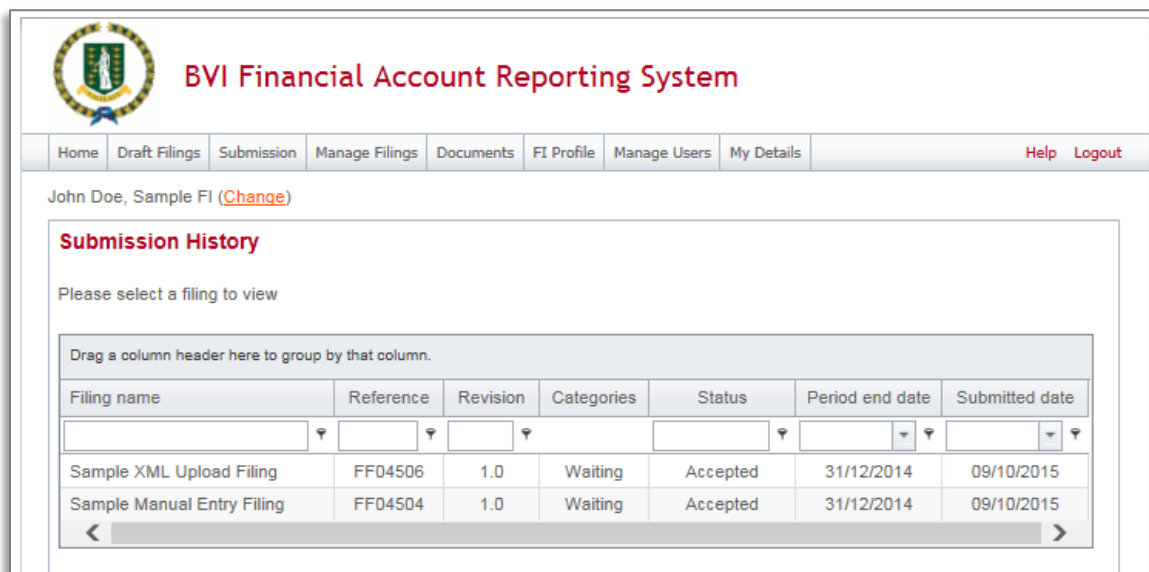 BVI Financial Account Reporting System
Home Draft Filings Submission Manage Filings Documents FI Profile Manage Users My Details Help Logout
John Doe, Sample FI (Change)
Submission History
Please select a filing to view
Drag a column header here to group by that column.
Filing name Reference Revision Categories Status Period end date Submitted date
Sample XML Upload Filing FF04506 1.0 Waiting Accepted 31/12/2014 09/10/2015
Sample Manual Entry Filing FF04504 1.0 Waiting Accepted 31/12/2014 09/10/2015